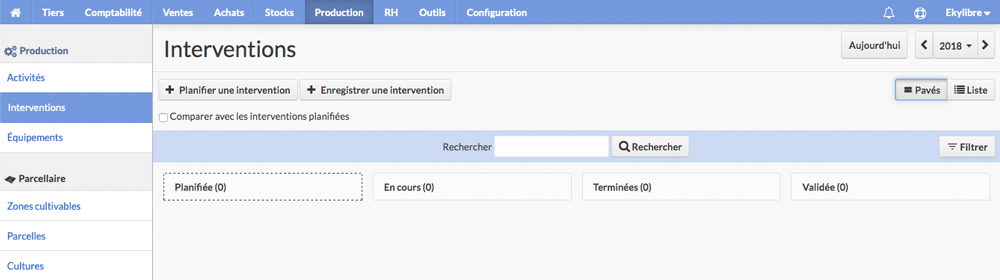 Tiers Comptabilité Ventes Achats Stocks Production RH Outils Configuration Ekylibre
Production
Activités
Interventions
Équipements
Parcellaire
Zones cultivables
Parcelles
Cultures
Interventions
Aujourd'hui 2018
Planifier une intervention Enregistrer une intervention Pavés Liste
Comparer avec les interventions planifiées
Rechercher Rechercher Filtrer
Planifiée (0) En cours (0) Terminées (0) Validée (0)